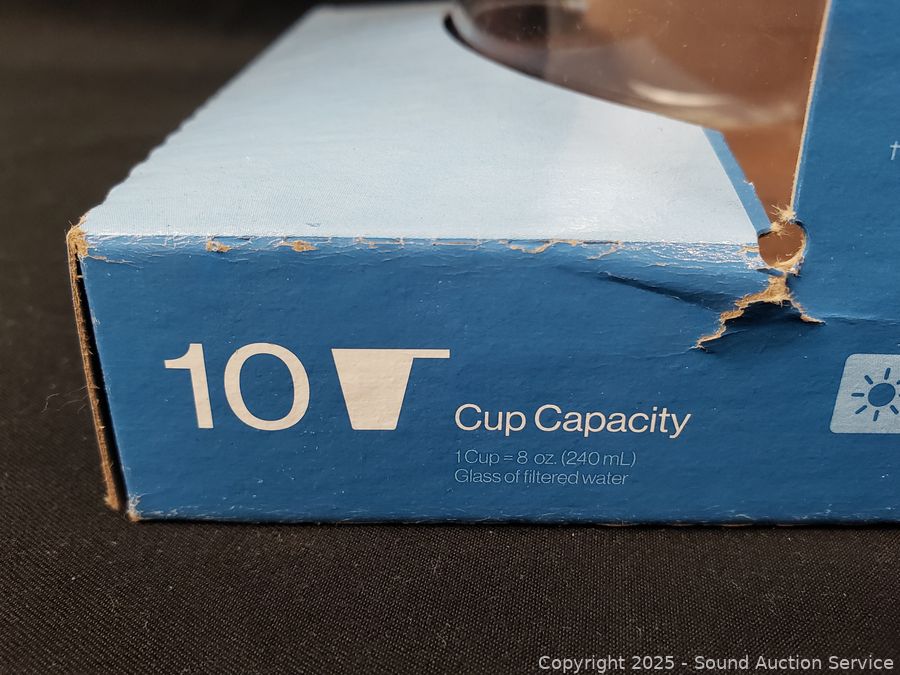 10
Cup Capacity
1 Cup = 8 oz. (240 mL)
Glass of filtered water
†
Copyright 2025 - Sound Auction Service